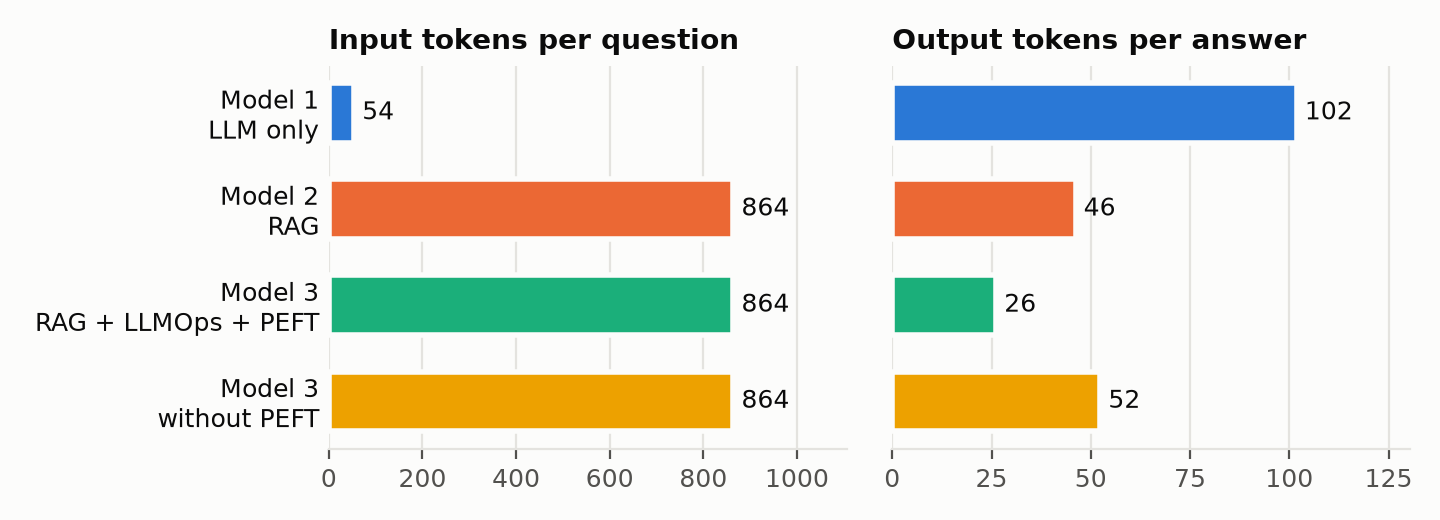 Input tokens per question
Output tokens per answer
Model 1
LLM only
54
102
Model 2
RAG
864
46
Model 3
RAG + LLMOps + PEFT
864
26
Model 3
without PEFT
864
52
0 200 400 600 800 1000
0 25 50 75 100 125